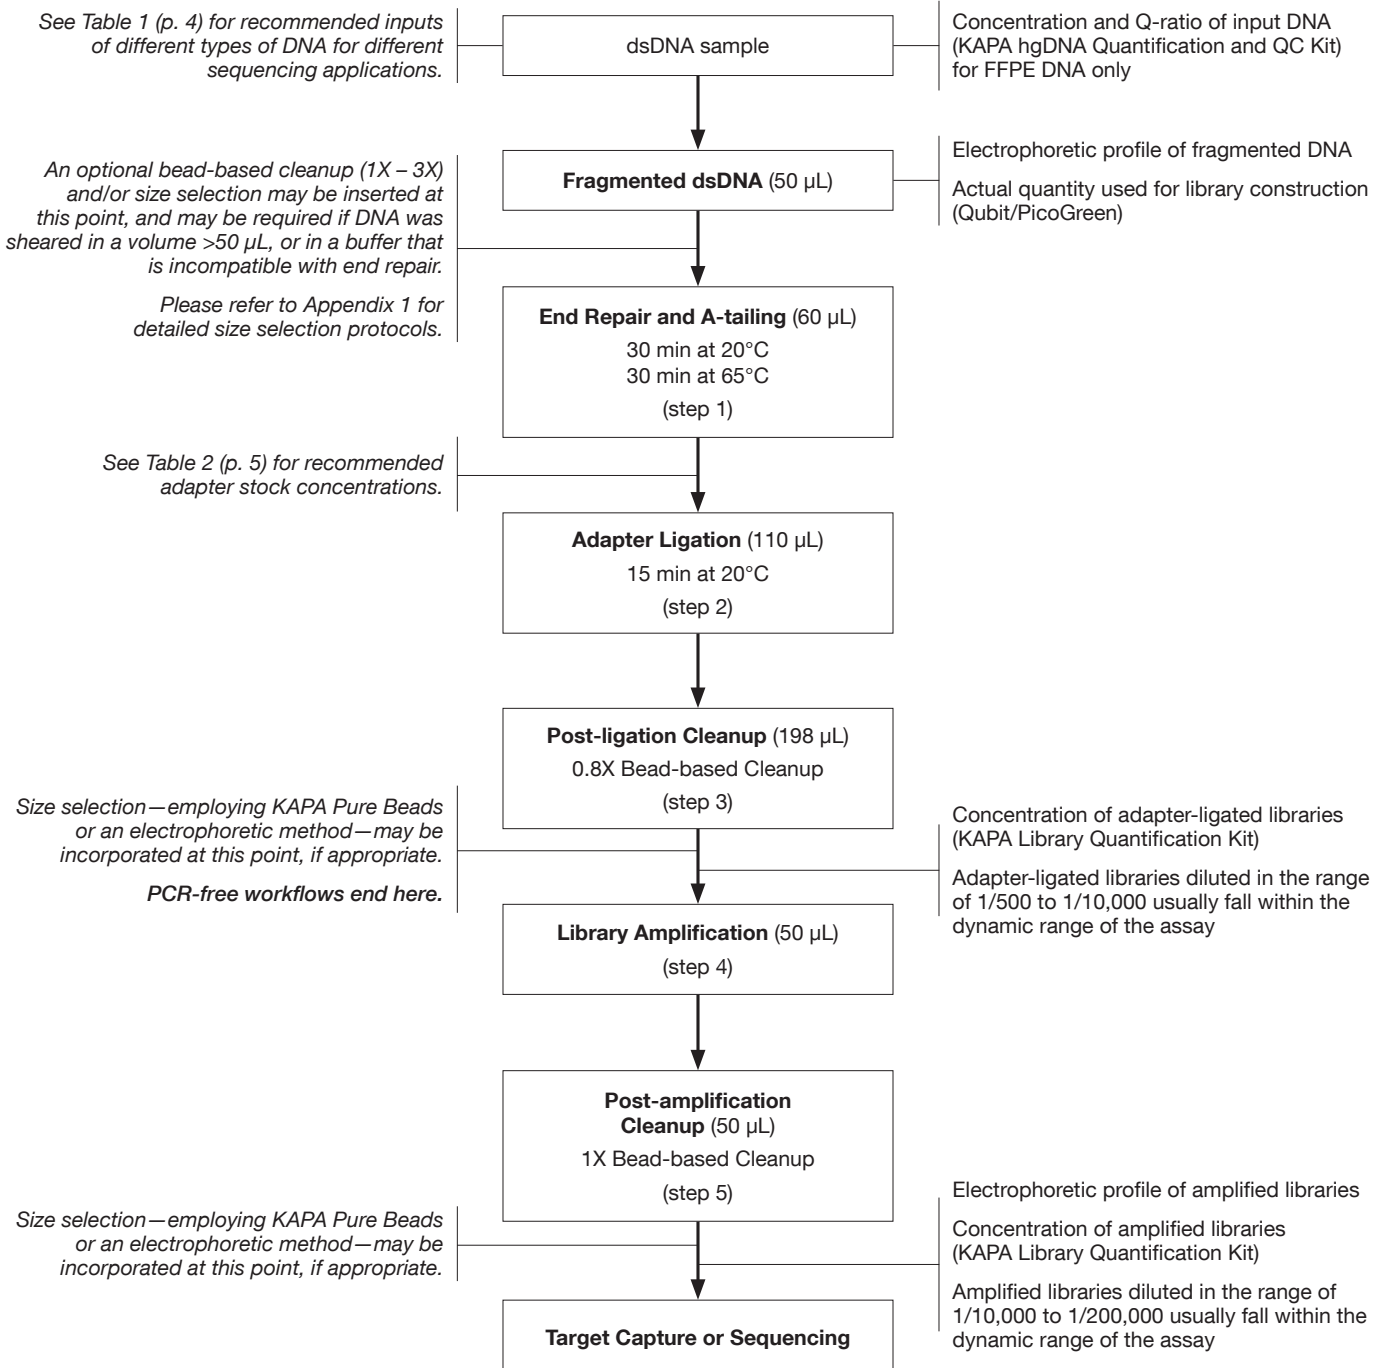 See Table 1 (p. 4) for recommended inputs
of different types of DNA for different
sequencing applications.
dsDNA sample
Concentration and Q-ratio of input DNA
(KAPA hgDNA Quantification and QC Kit)
for FFPE DNA only
An optional bead-based cleanup (1X – 3X)
and/or size selection may be inserted at
this point, and may be required if DNA was
sheared in a volume >50 µL, or in a buffer that
is incompatible with end repair.
Please refer to Appendix 1 for
detailed size selection protocols.
Fragmented dsDNA (50 µL)
Electrophoretic profile of fragmented DNA
Actual quantity used for library construction
(Qubit/PicoGreen)
End Repair and A-tailing (60 µL)
30 min at 20°C
30 min at 65°C
(step 1)
See Table 2 (p. 5) for recommended
adapter stock concentrations.
Adapter Ligation (110 µL)
15 min at 20°C
(step 2)
Post-ligation Cleanup (198 µL)
0.8X Bead-based Cleanup
(step 3)
Size selection—employing KAPA Pure Beads
or an electrophoretic method—may be
incorporated at this point, if appropriate.
PCR-free workflows end here.
Concentration of adapter-ligated libraries
(KAPA Library Quantification Kit)
Adapter-ligated libraries diluted in the range
of 1/500 to 1/10,000 usually fall within the
dynamic range of the assay
Library Amplification (50 µL)
(step 4)
Post-amplification
Cleanup (50 µL)
1X Bead-based Cleanup
(step 5)
Size selection—employing KAPA Pure Beads
or an electrophoretic method—may be
incorporated at this point, if appropriate.
Electrophoretic profile of amplified libraries
Concentration of amplified libraries
(KAPA Library Quantification Kit)
Amplified libraries diluted in the range of
1/10,000 to 1/200,000 usually fall within the
dynamic range of the assay
Target Capture or Sequencing